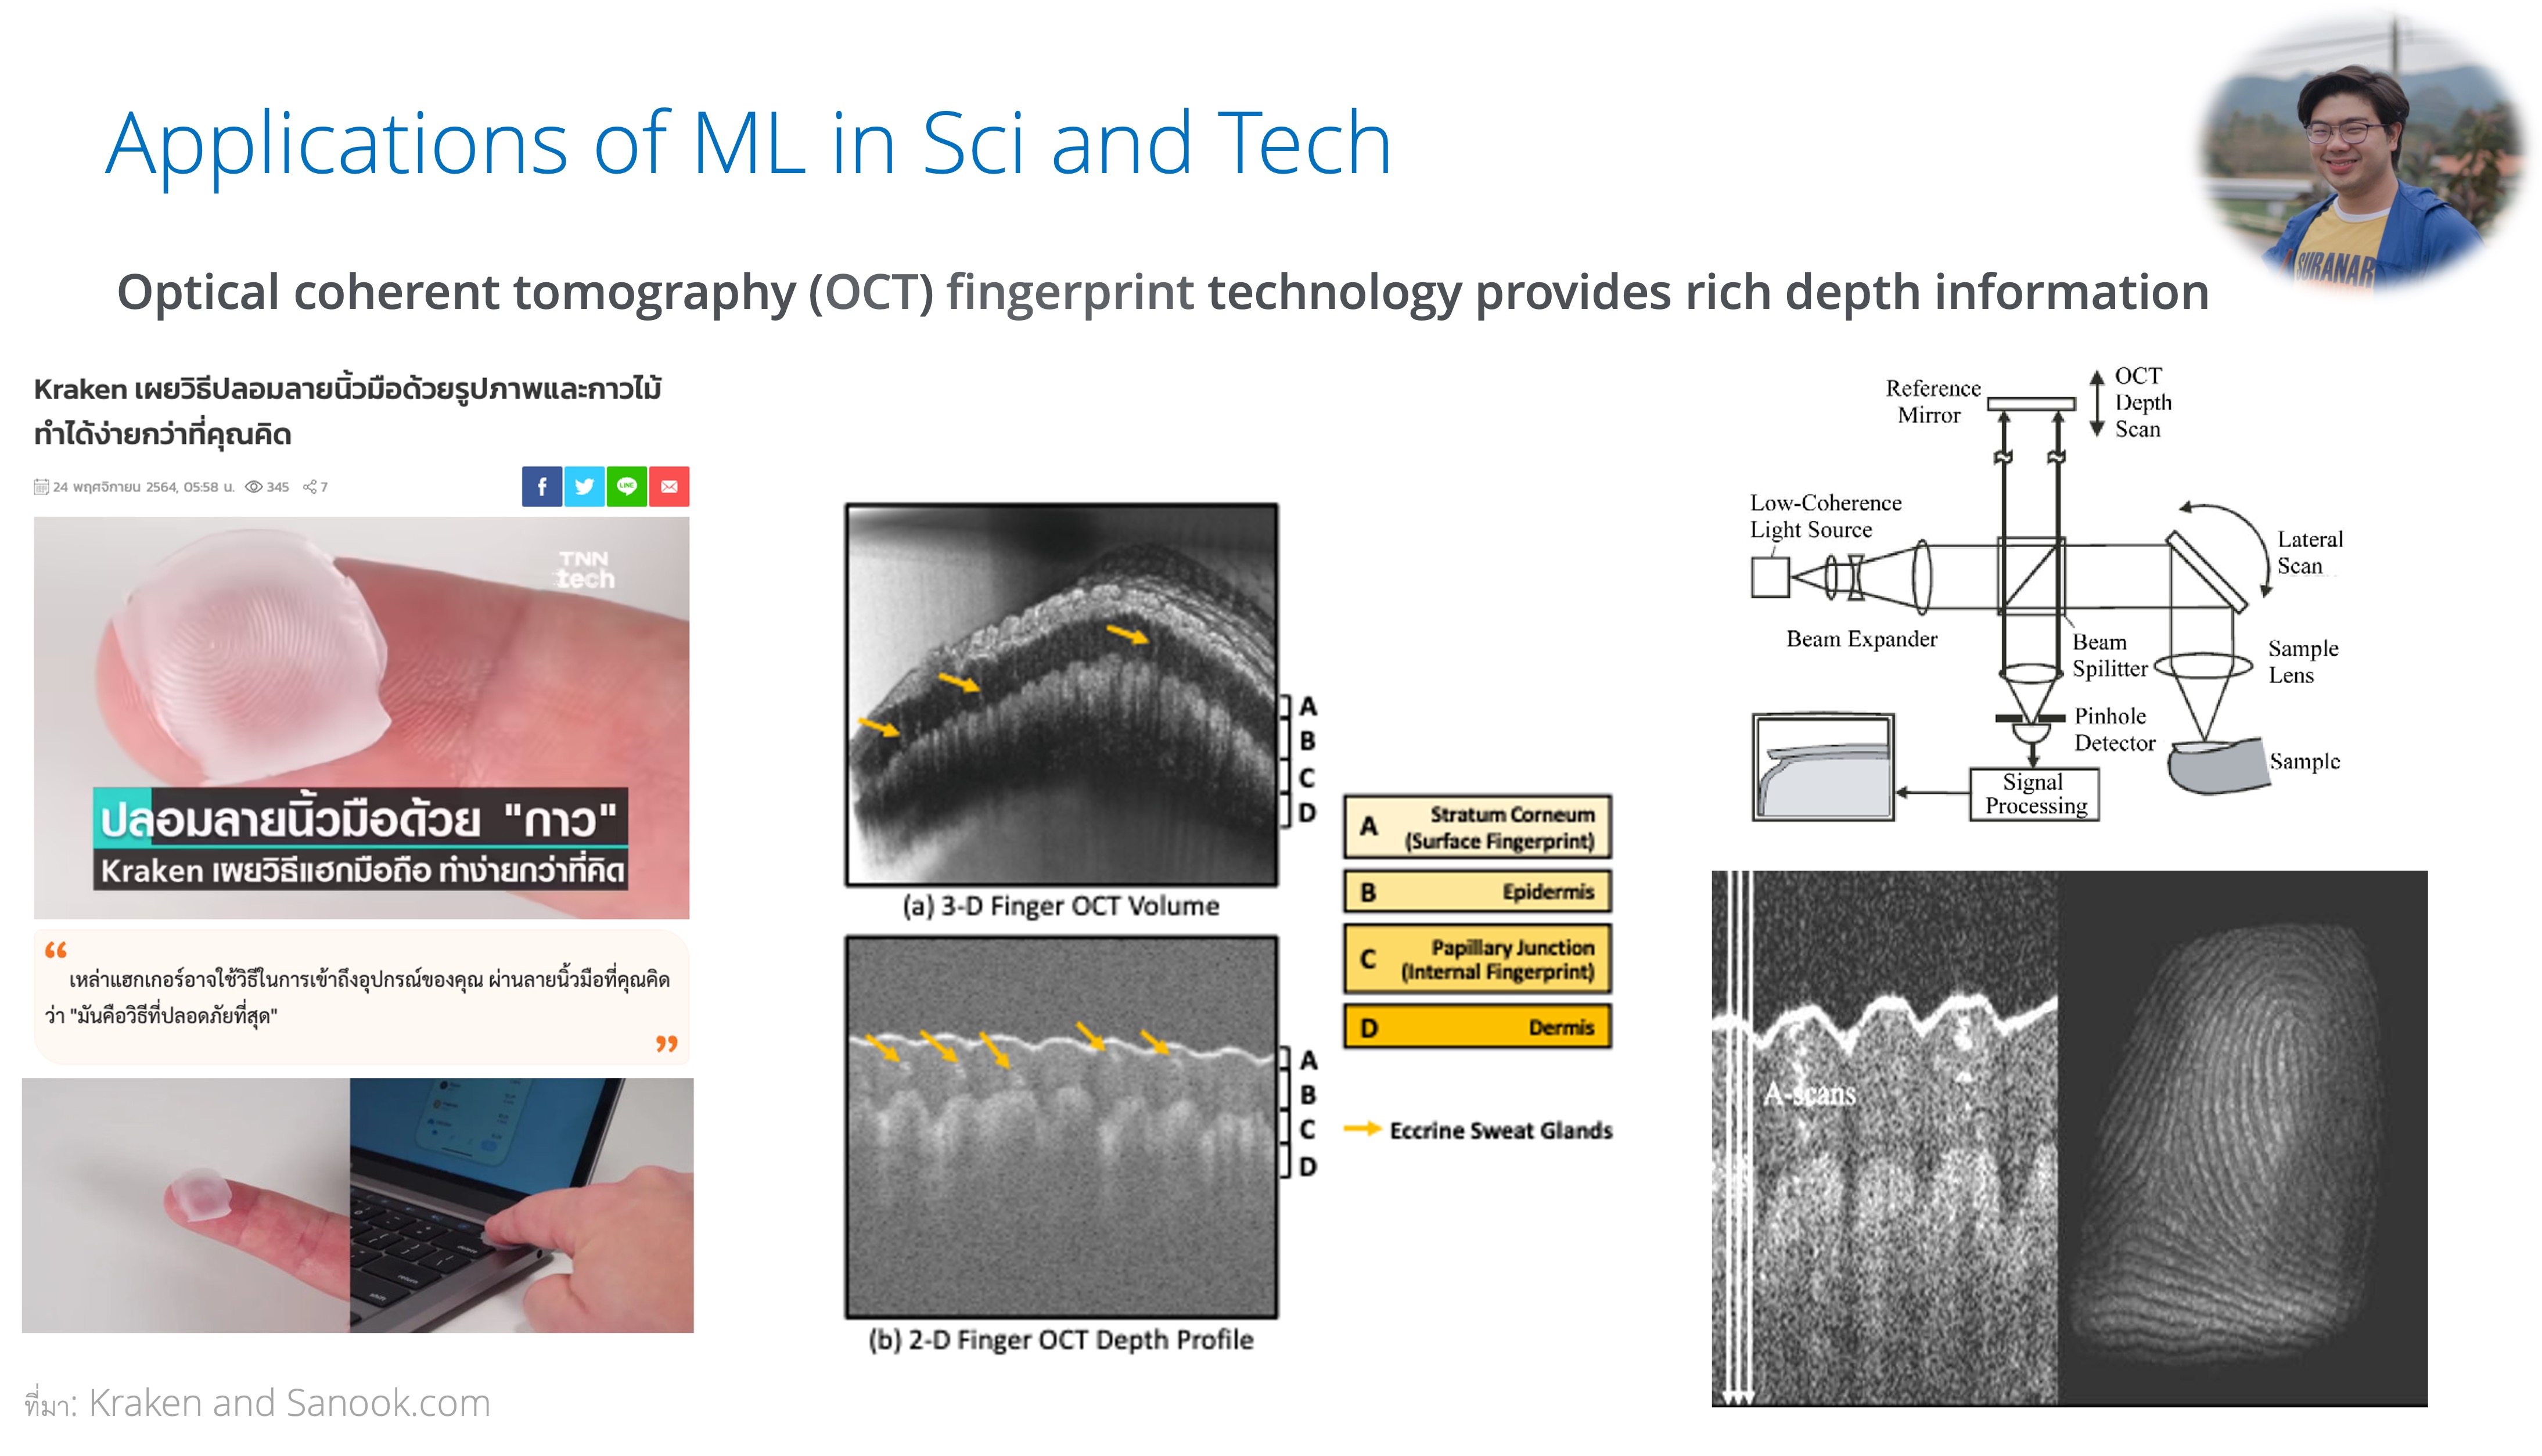 Applications of ML in Sci and Tech
SURANAR
Optical coherent tomography (OCT) fingerprint technology provides rich depth information
Kraken เผยวิธีปลอมลายนิ้วมือด้วยรูปภาพและกาวไม้
ทำได้ง่ายกว่าที่คุณคิด
24 พฤศจิกายน 2564, 05:58 น. 345 7
f LINE
TNN
tech
ปลอมลายนิ้วมือด้วย "กาว"
Kraken เผยวิธีแฮกมือถือ ทำง่ายกว่าที่คิด
“
เหล่าแฮกเกอร์อาจใช้วิธีในการเข้าถึงอุปกรณ์ของคุณ ผ่านลายนิ้วมือที่คุณคิด
ว่า "มันคือวิธีที่ปลอดภัยที่สุด"
”
ที่มา: Kraken and Sanook.com
A
B
C
D
(a) 3-D Finger OCT Volume
A
B
C
D
(b) 2-D Finger OCT Depth Profile
A Stratum Corneum
(Surface Fingerprint)
B Epidermis
C Papillary Junction
(Internal Fingerprint)
D Dermis
Eccrine Sweat Glands
Reference
Mirror
OCT
Depth
Scan
Low-Coherence
Light Source
Lateral
Scan
Beam Expander
Beam
Spilitter
Sample
Lens
Pinhole
Detector
Sample
Signal
Processing
A-scans